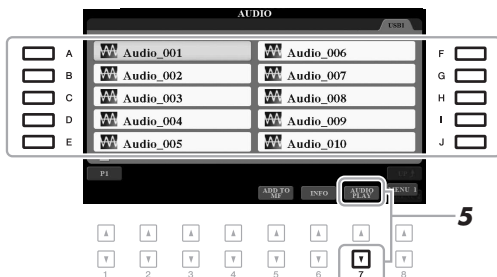 AUDIO
USB1
A Audio_001 Audio_006 F
B Audio_002 Audio_007 G
C Audio_003 Audio_008 H
D Audio_004 Audio_009 I
E Audio_005 Audio_010 J
P1
ADD TO MF INFO AUDIO PLAY MENU 1
5
1 2 3 4 5 6 7 8